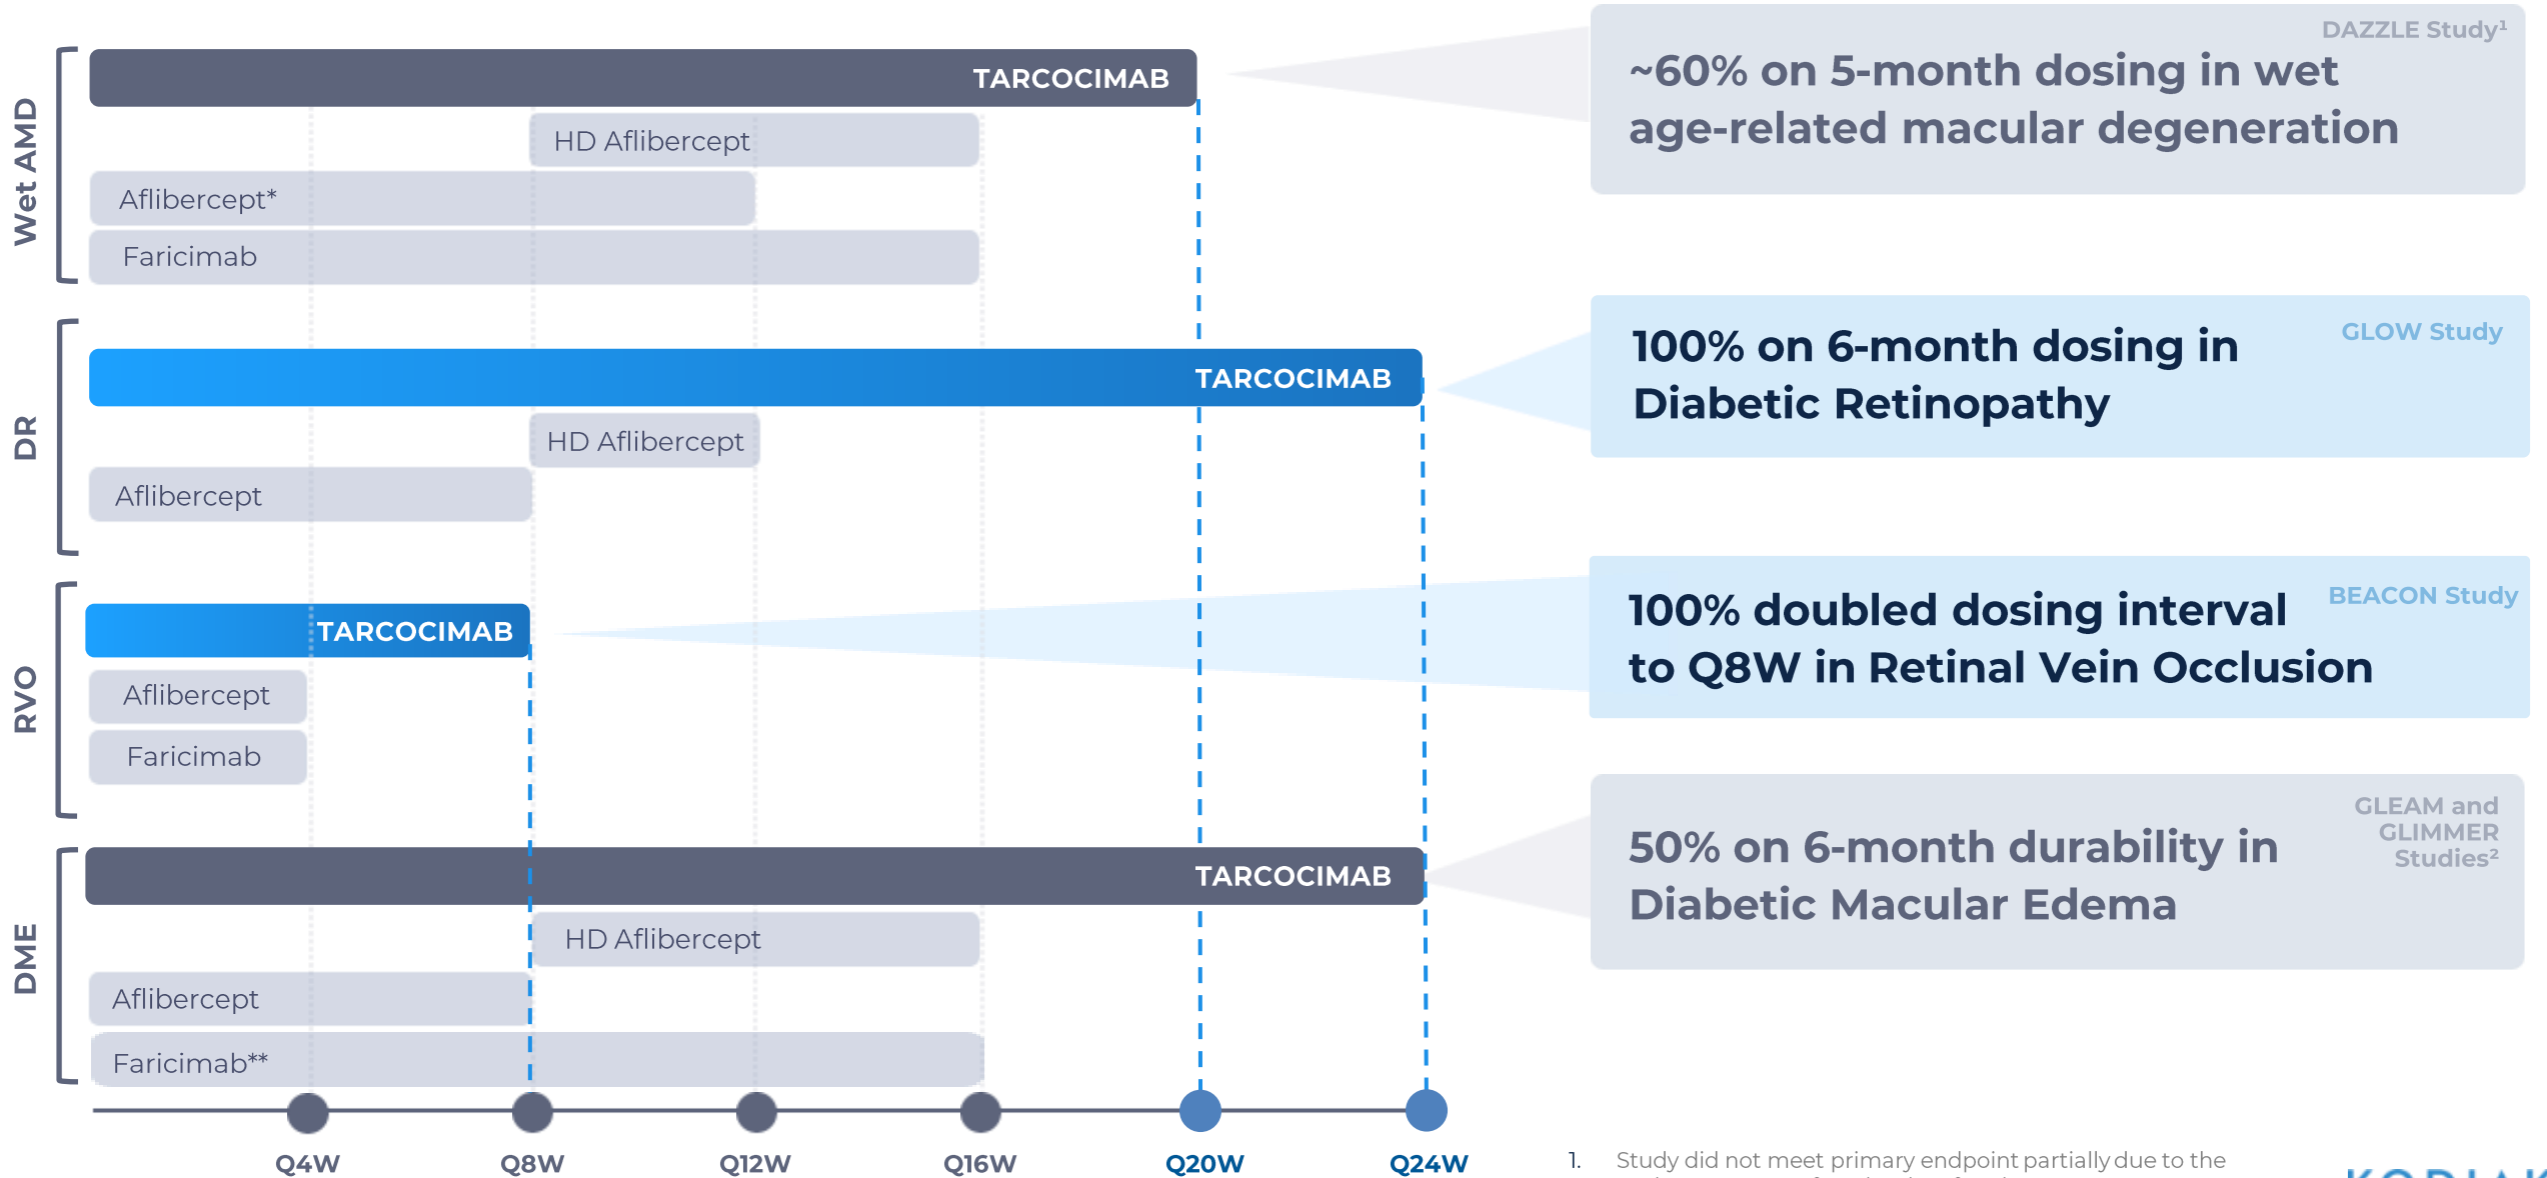 Wet AMD
TARCOCIMAB
HD Aflibercept
Aflibercept*
Faricimab
DAZZLE Study¹
~60% on 5-month dosing in wet
age-related macular degeneration
DR
TARCOCIMAB
HD Aflibercept
Aflibercept
GLOW Study
100% on 6-month dosing in
Diabetic Retinopathy
RVO
TARCOCIMAB
Aflibercept
Faricimab
BEACON Study
100% doubled dosing interval
to Q8W in Retinal Vein Occlusion
DME
TARCOCIMAB
HD Aflibercept
Aflibercept
Faricimab**
GLEAM and
GLIMMER
Studies²
50% on 6-month durability in
Diabetic Macular Edema
Q4W Q8W Q12W Q16W Q20W Q24W
1. Study did not meet primary endpoint partially due to the